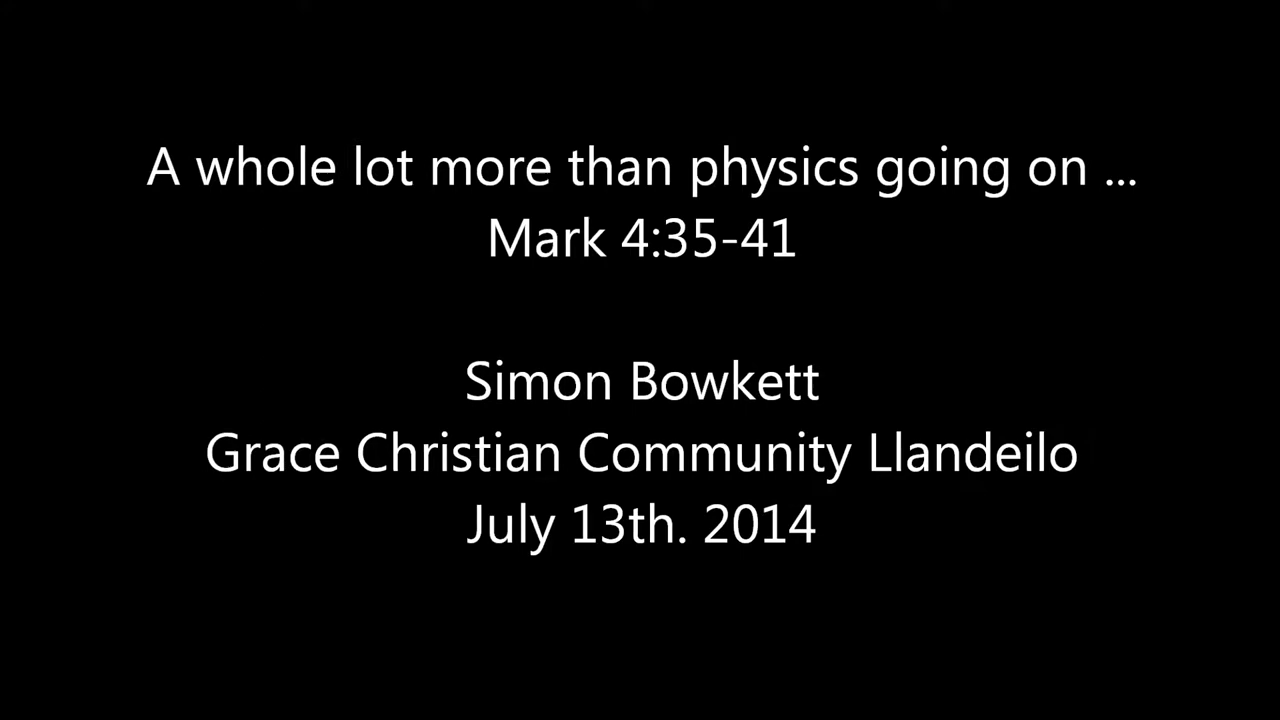 A whole lot more than physics going on ...
Mark 4:35-41
Simon Bowkett
Grace Christian Community Llandeilo
July 13th. 2014